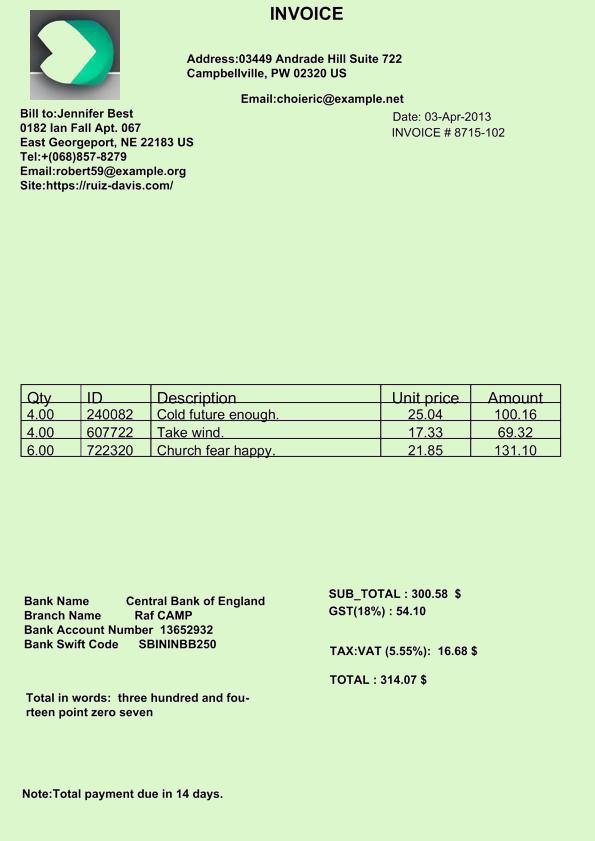 INVOICE
Address:03449 Andrade Hill Suite 722
Campbellville, PW 02320 US
Email:choieric@example.net
Bill to:Jennifer Best
0182 Ian Fall Apt. 067
East Georgeport, NE 22183 US
Tel:+(068)857-8279
Email:robert59@example.org
Site:https://ruiz-davis.com/
Date: 03-Apr-2013
INVOICE # 8715-102
Qty ID Description Unit price Amount
4.00 240082 Cold future enough. 25.04 100.16
4.00 607722 Take wind. 17.33 69.32
6.00 722320 Church fear happy. 21.85 131.10
SUB_TOTAL : 300.58 $
GST(18%) : 54.10
TAX:VAT (5.55%): 16.68 $
TOTAL : 314.07 $
Bank Name Central Bank of England
Branch Name Raf CAMP
Bank Account Number 13652932
Bank Swift Code SBININBB250
Total in words: three hundred and fou-
rteen point zero seven
Note:Total payment due in 14 days.